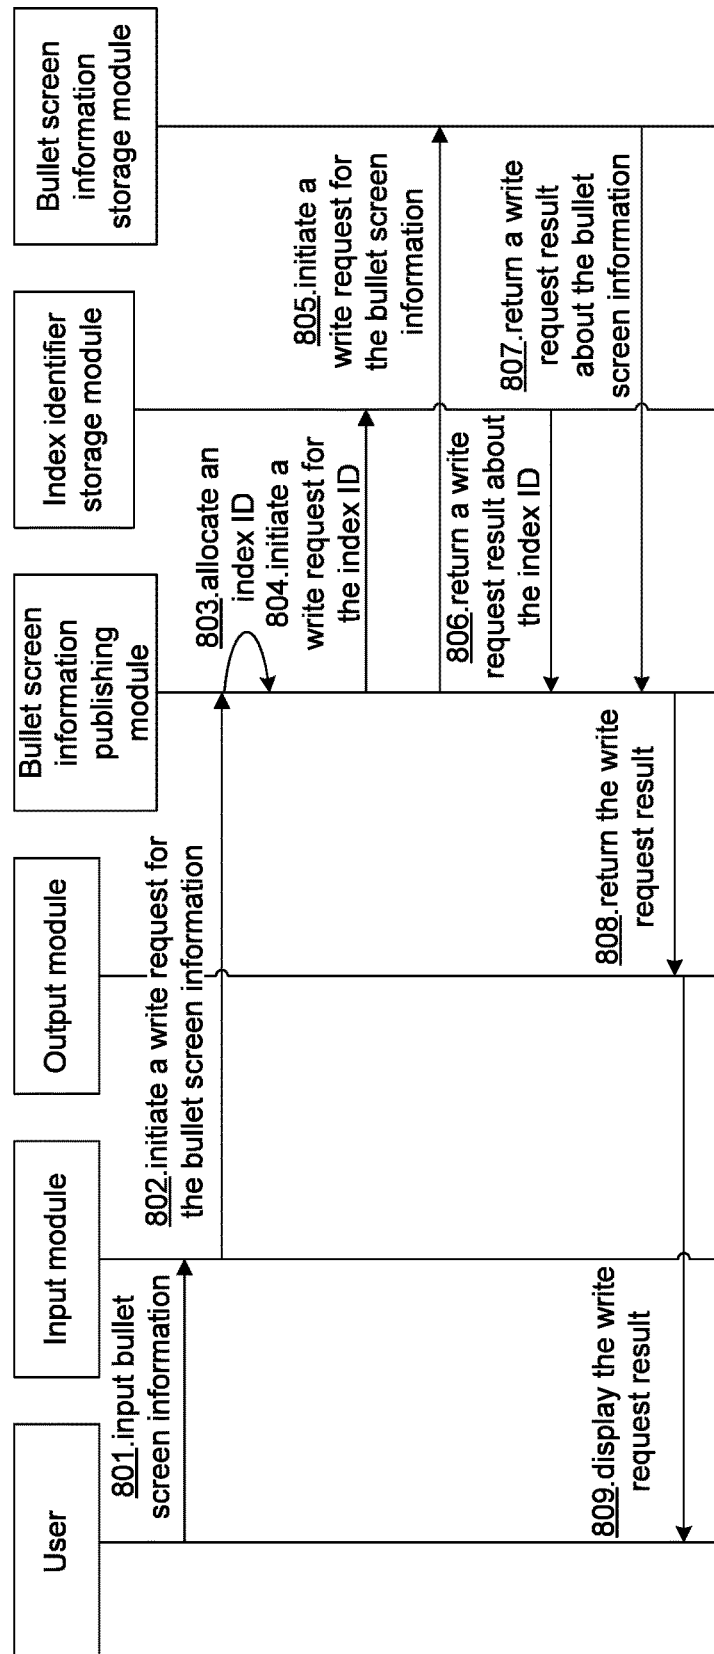 User
Input module
Output module
Bullet screen
information
publishing
module
Index identifier
storage module
Bullet screen
information
storage module
801.input bullet
screen information
802.initiate a write request for
the bullet screen information
803.allocate an
index ID
804.initiate a
write request for
the index ID
805.initiate a
write request for
the bullet screen
information
806.return a write
request result about
the index ID
807.return a write
request result
about the bullet
screen information
808.return the write
request result
809.display the write
request result